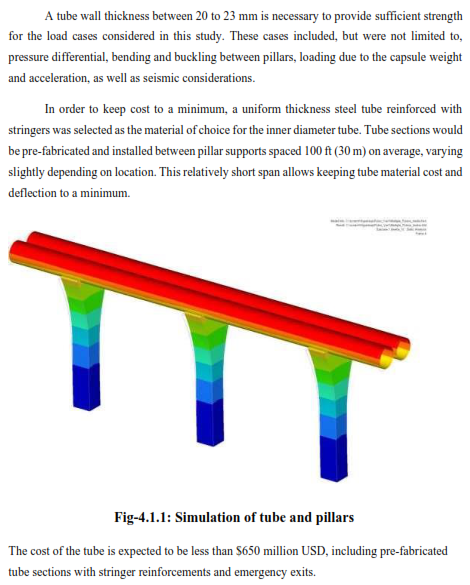 A tube wall thickness between 20 to 23 mm is necessary to provide sufficient strength
for the load cases considered in this study. These cases included, but were not limited to,
pressure differential, bending and buckling between pillars, loading due to the capsule weight
and acceleration, as well as seismic considerations.
In order to keep cost to a minimum, a uniform thickness steel tube reinforced with
stringers was selected as the material of choice for the inner diameter tube. Tube sections would
be pre-fabricated and installed between pillar supports spaced 100 ft (30 m) on average, varying
slightly depending on location. This relatively short span allows keeping tube material cost and
deflection to a minimum.
Fig-4.1.1: Simulation of tube and pillars
The cost of the tube is expected to be less than $650 million USD, including pre-fabricated
tube sections with stringer reinforcements and emergency exits.